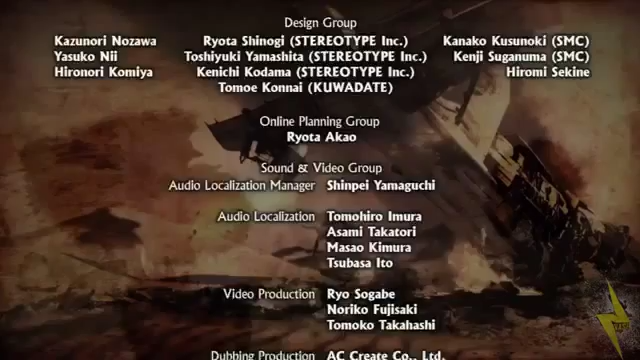 Design Group
Kazunori Nozawa Ryota Shinogi (STEREOTYPE Inc.) Kanako Kusunoki (SMC)
Yasuko Nii Toshiyuki Yamashita (STEREOTYPE Inc.) Kenji Suganuma (SMC)
Hironori Komiya Kenichi Kodama (STEREOTYPE Inc.) Hiromi Sekine
Tomoe Konnai (KUWADATE)
Online Planning Group
Ryota Akao
Sound & Video Group
Audio Localization Manager Shinpei Yamaguchi
Audio Localization Tomohiro Imura
Asami Takatori
Masao Kimura
Tsubasa Ito
Video Production Ryo Sogabe
Noriko Fujisaki
Tomoko Takahashi
Dubbing Production AC Create Co., Ltd.